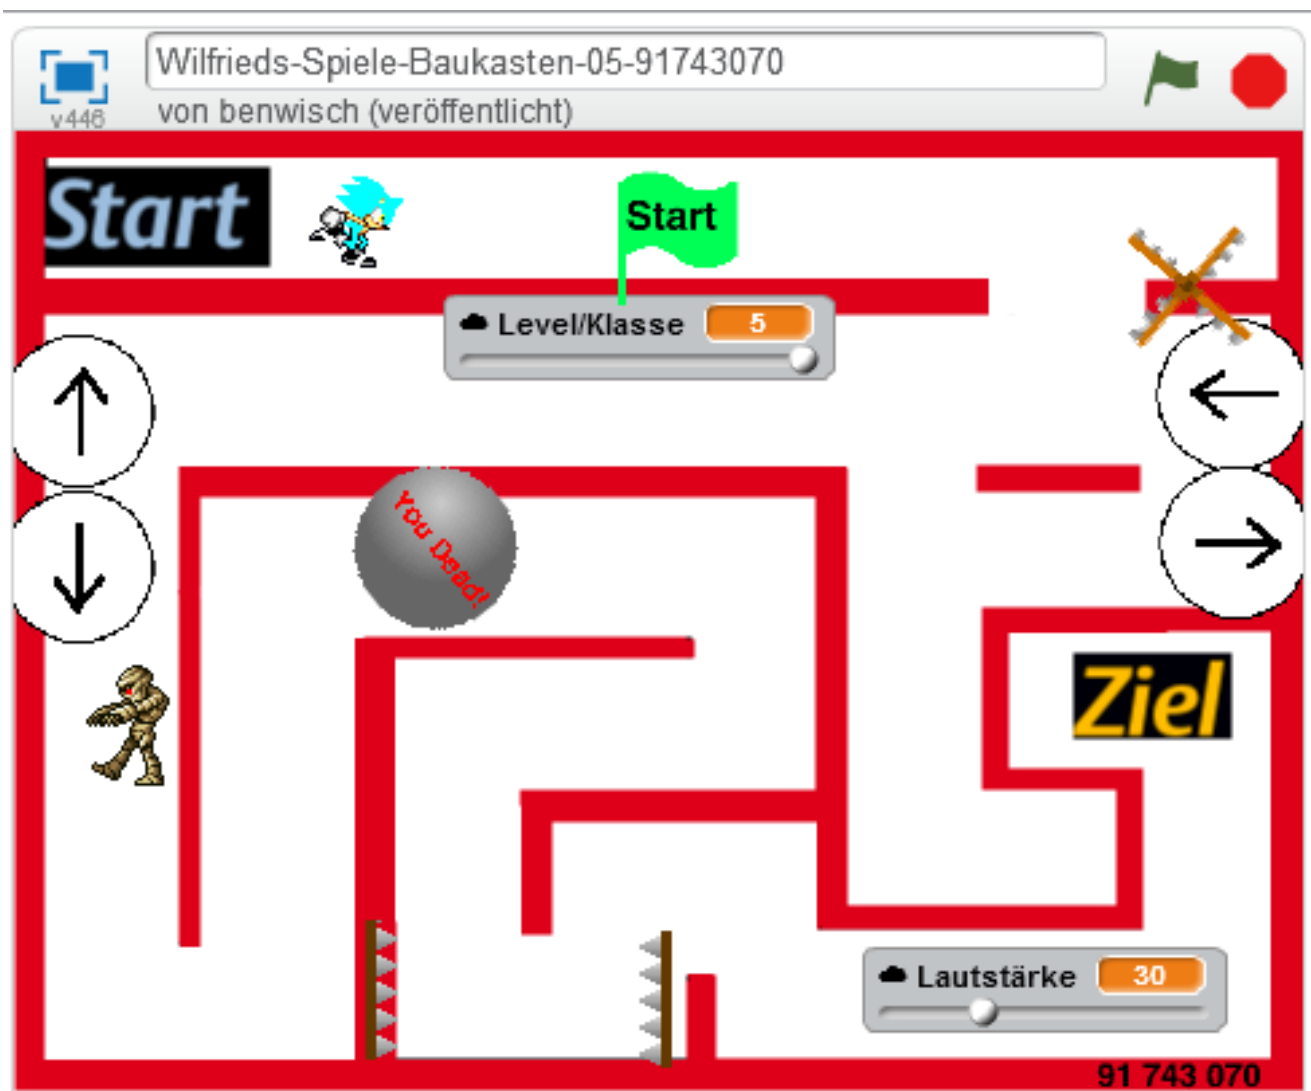 Wilfrieds-Spiele-Baukasten-05-91743070
v446
von benwisch (veröffentlicht)
Start
Start
Level/Klasse 5
You Dead!
Ziel
Lautstärke 30
91 743 070